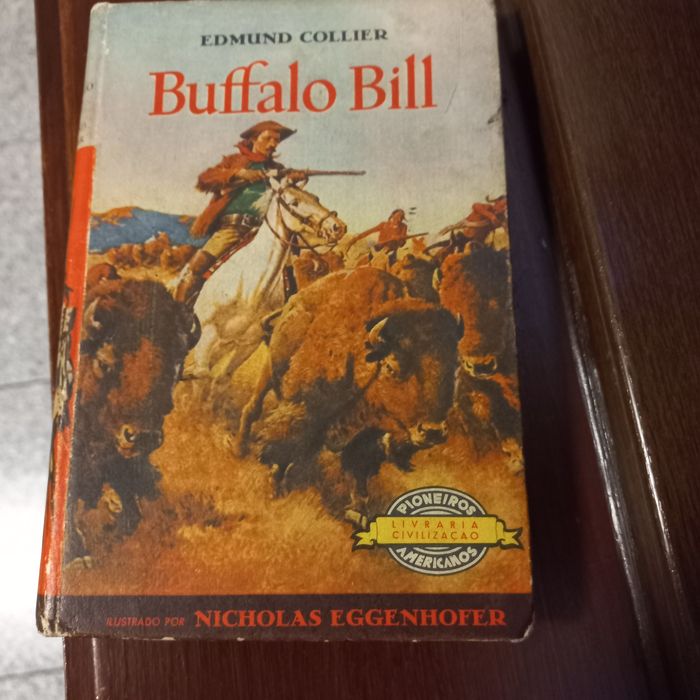 EDMUND COLLIER
Buffalo Bill
PIONEIROS
LIVRARIA
CIVILIZAÇÃO
AMERICANOS
ILUSTRADO POR NICHOLAS EGGENHOFER